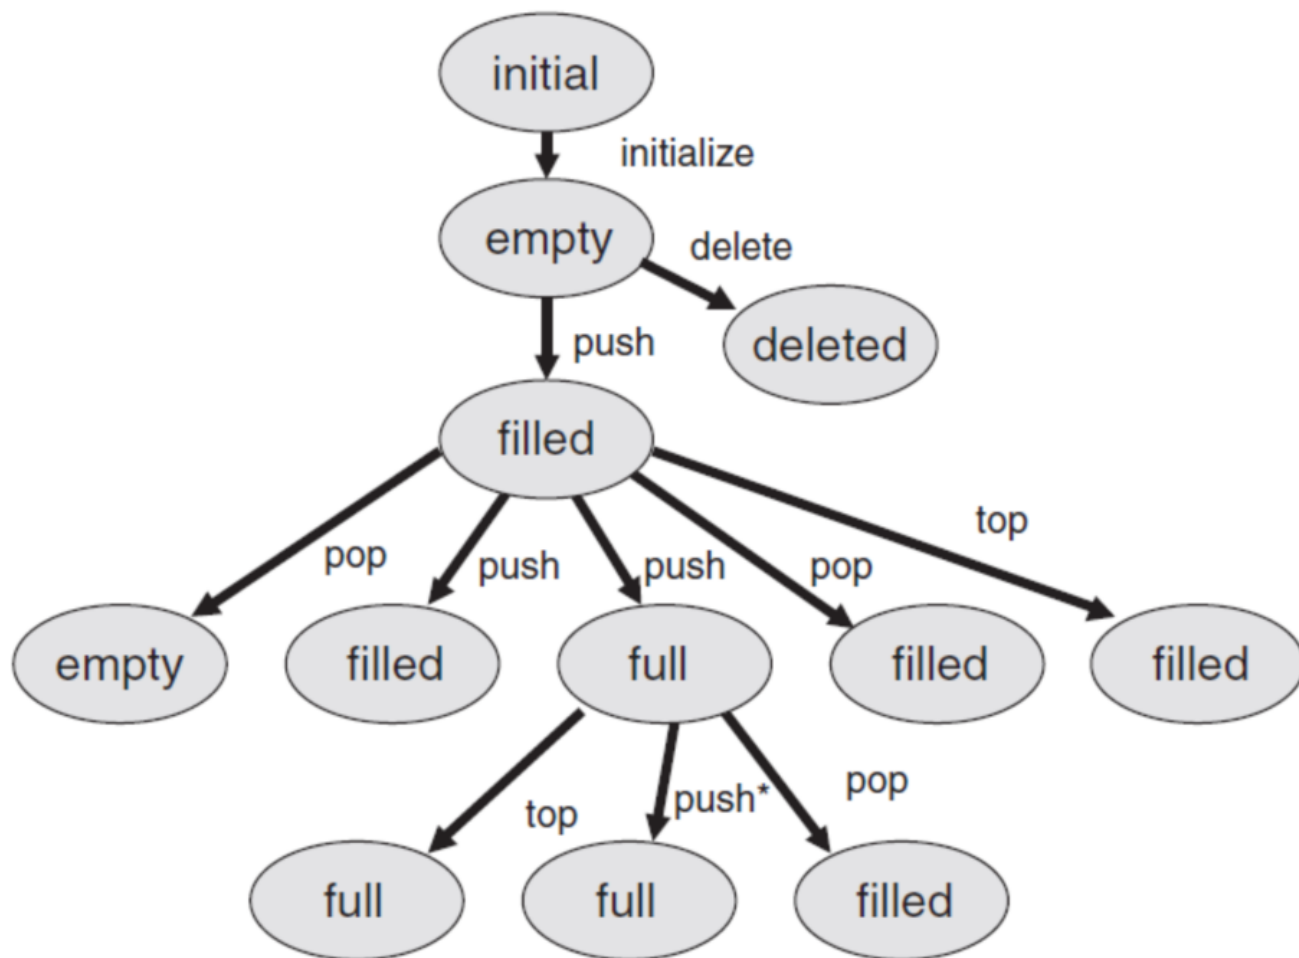 initial
initialize
empty
delete
push
deleted
filled
pop
push
push
pop
top
empty
filled
full
filled
filled
top
push*
pop
full
full
filled